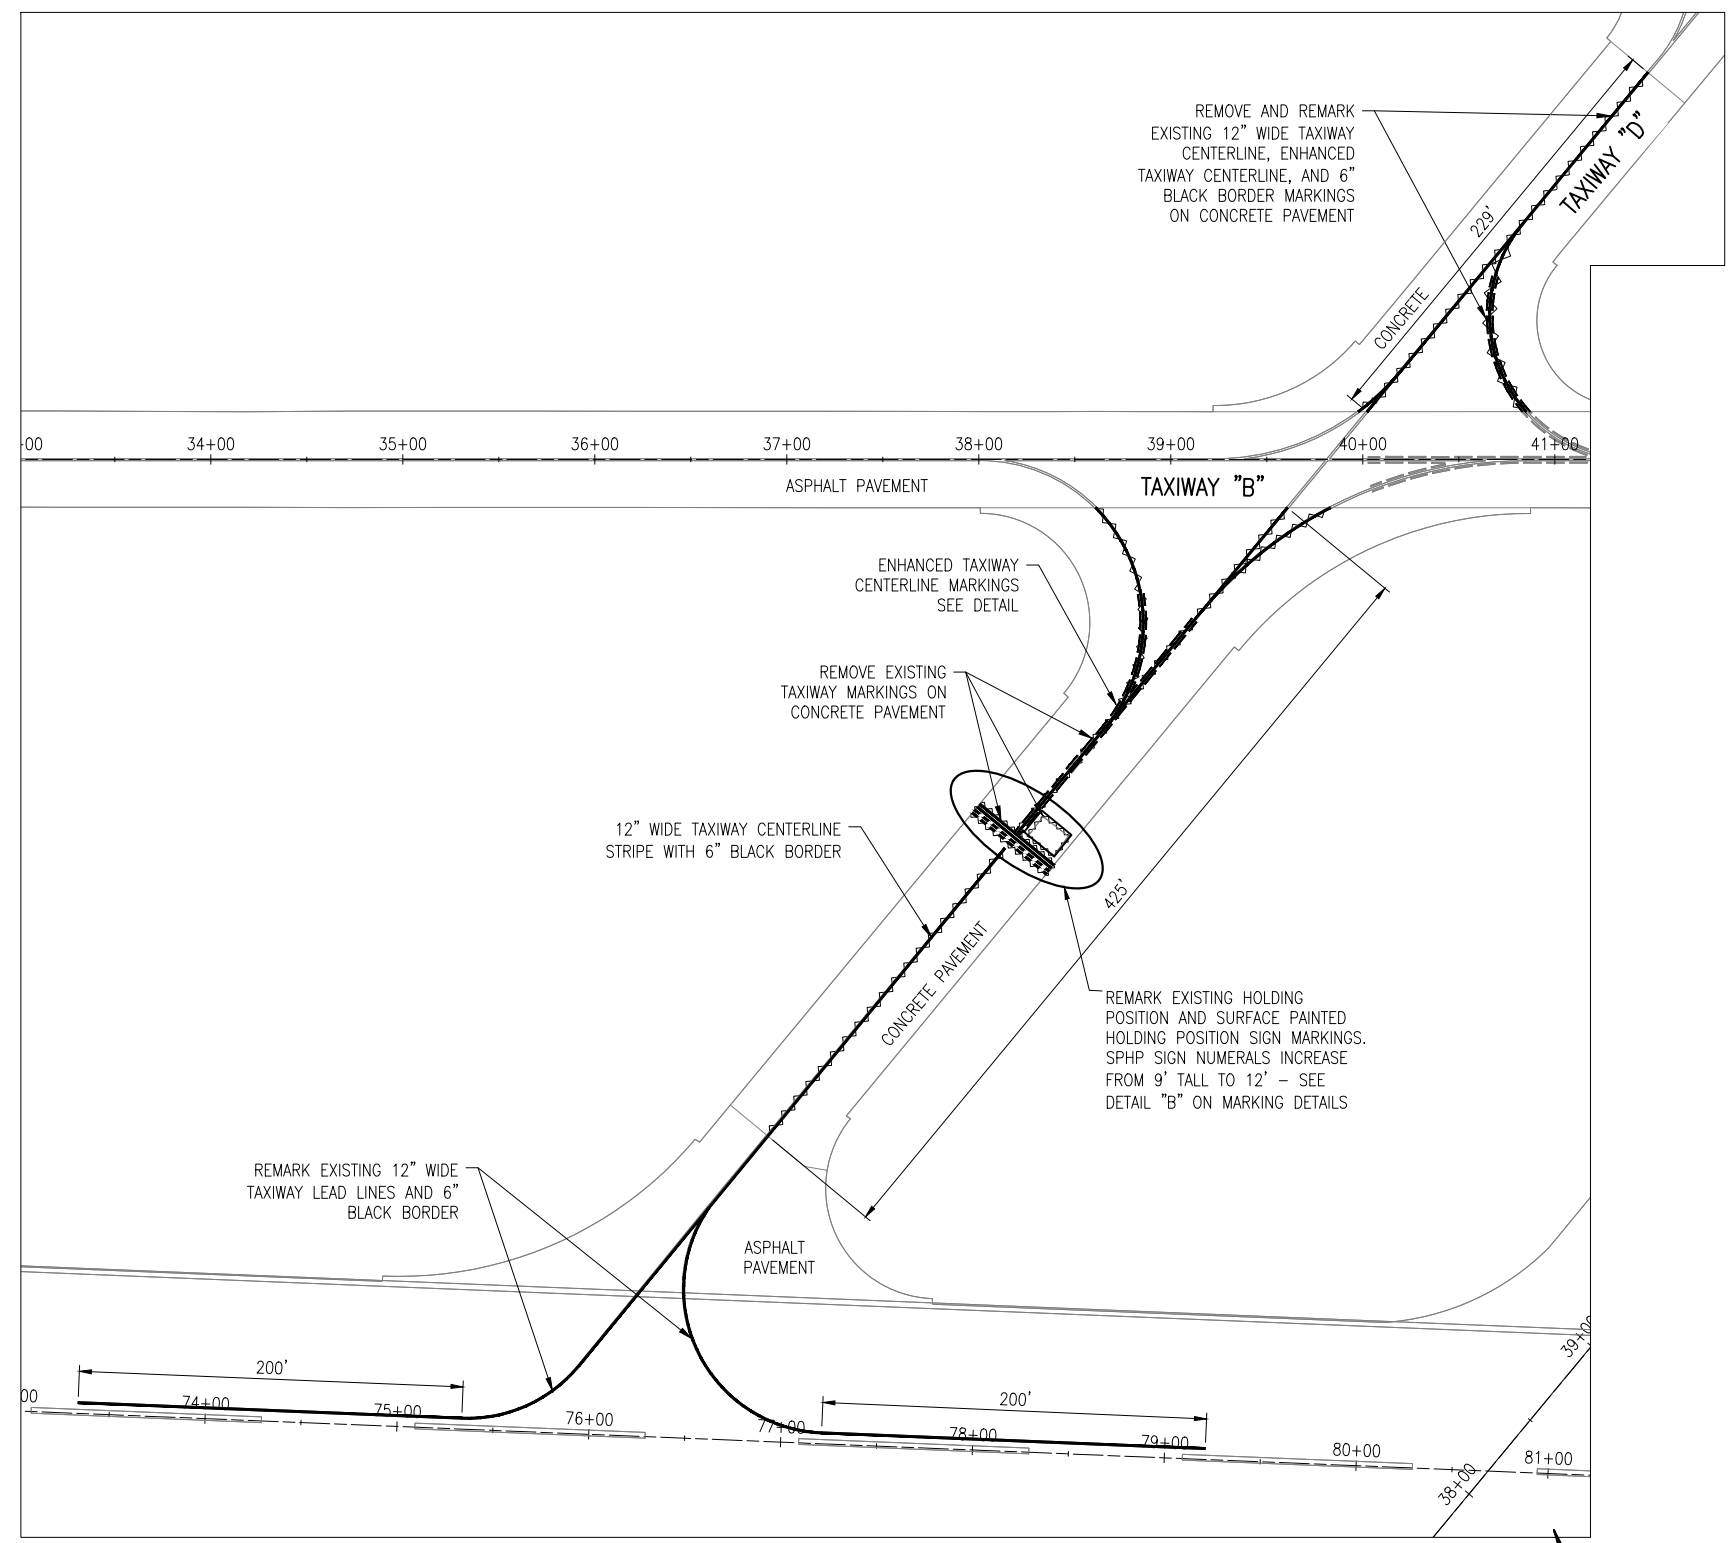 REMOVE AND REMARK
EXISTING 12" WIDE TAXIWAY
CENTERLINE, ENHANCED
TAXIWAY CENTERLINE, AND 6"
BLACK BORDER MARKINGS
ON CONCRETE PAVEMENT
TAXIWAY "D"
229'
CONCRETE
00
34+00
35+00
36+00
37+00
38+00
39+00
40+00
41+00
ASPHALT PAVEMENT
TAXIWAY "B"
ENHANCED TAXIWAY
CENTERLINE MARKINGS
SEE DETAIL
REMOVE EXISTING
TAXIWAY MARKINGS ON
CONCRETE PAVEMENT
12" WIDE TAXIWAY CENTERLINE
STRIPE WITH 6" BLACK BORDER
425'
CONCRETE PAVEMENT
REMARK EXISTING HOLDING
POSITION AND SURFACE PAINTED
HOLDING POSITION SIGN MARKINGS.
SPHP SIGN NUMERALS INCREASE
FROM 9' TALL TO 12' – SEE
DETAIL "B" ON MARKING DETAILS
REMARK EXISTING 12" WIDE
TAXIWAY LEAD LINES AND 6"
BLACK BORDER
ASPHALT
PAVEMENT
39+00
200'
200'
00
74+00
75+00
76+00
77+00
78+00
79+00
80+00
81+00
38+00